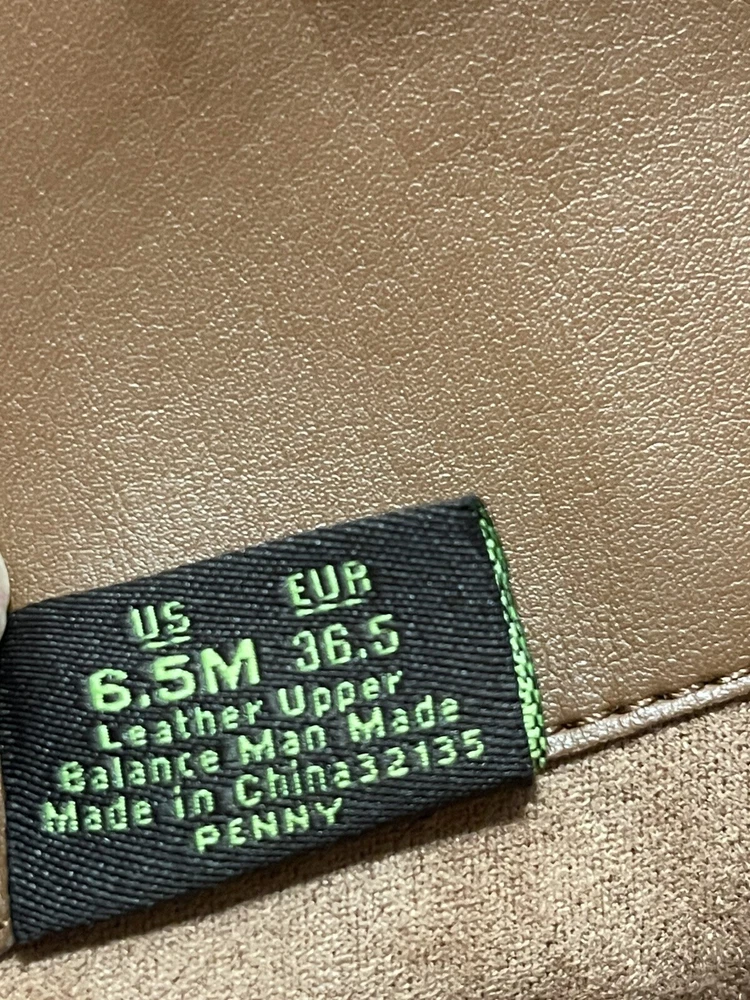 US EUR
6.5M 36.5
Leather Upper
Balance Man Made
Made in China32135
PENNY